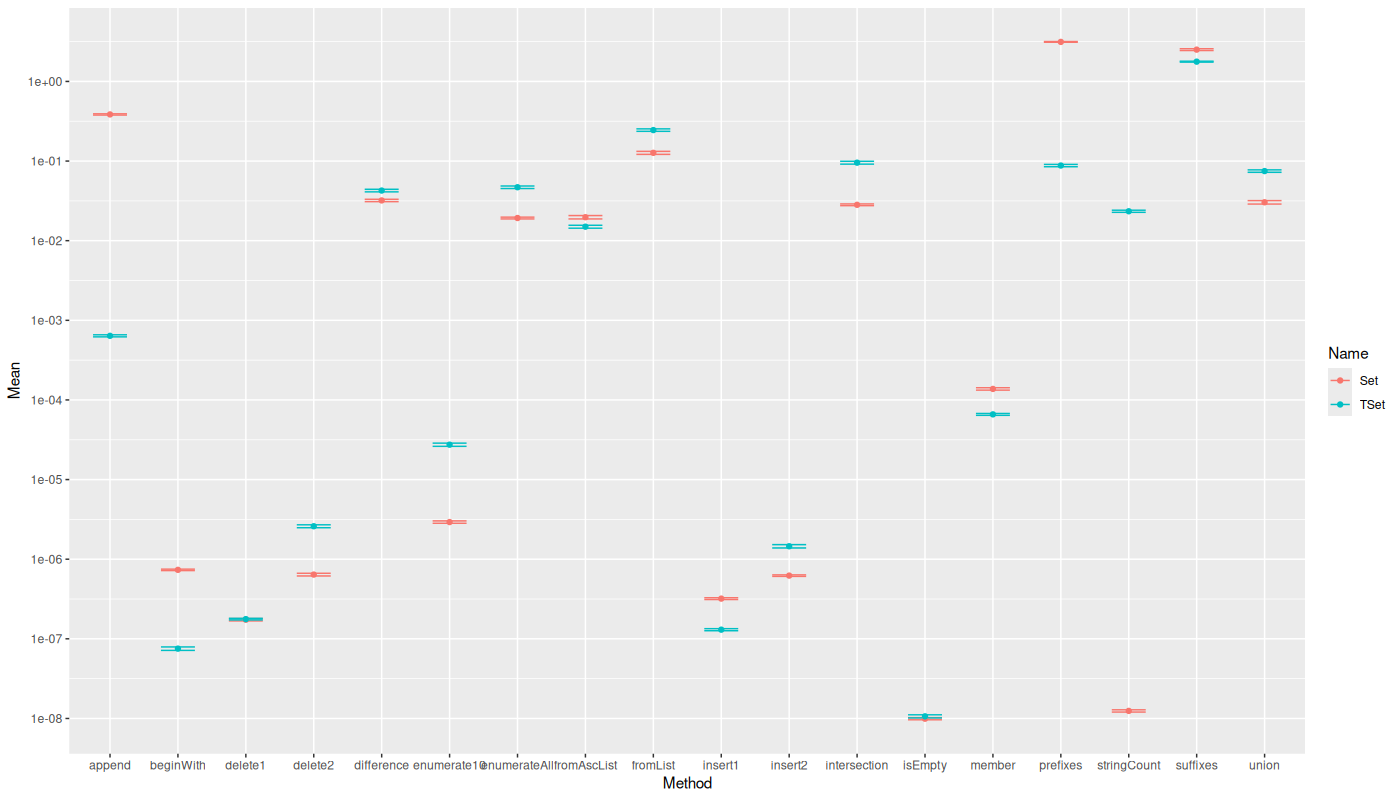 1e+00
1e-01
1e-02
1e-03
1e-04
1e-05
1e-06
1e-07
1e-08
Mean
append beginWith delete1 delete2 difference enumerate10 enumerateAll fromAscList fromList insert1 insert2 intersection isEmpty member prefixes stringCount suffixes union
Method
Name
Set
TSet